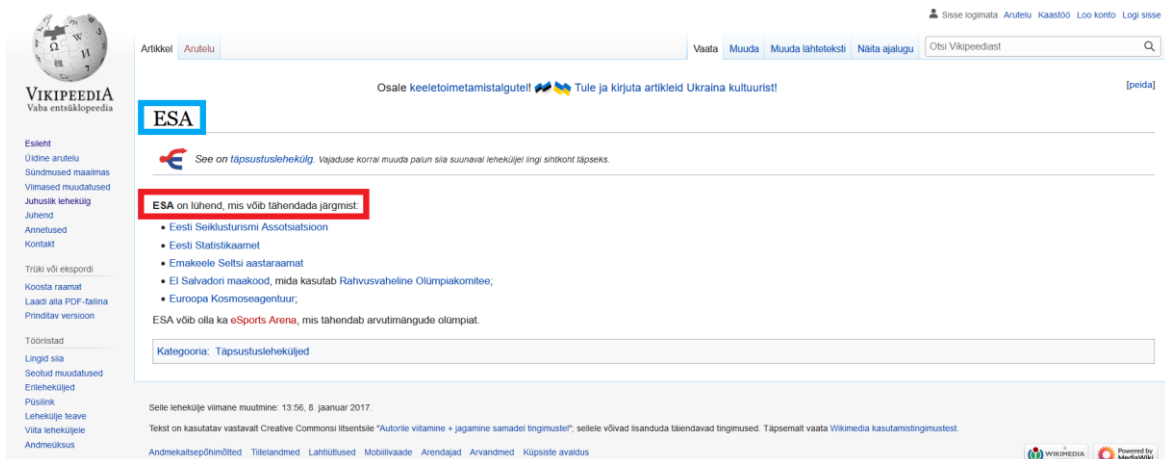 Sisse logimata Arutelu Kaastöö Loo konto Logi sisse
Artikkel Arutelu Vaata Muuda Muuda lähteteksti Näita ajalugu Otsi Vikipeediast
VIKIPEEDIA
Vaba entsüklopeedia
Osale keeletoimetamistalgutel! Tule ja kirjuta artikleid Ukraina kultuurist! [peida]
ESA
See on täpsustuslehekülg. Vajaduse korral muuda palun siia suunaval leheküljel lingi sihtkoht täpseks.
ESA on lühend, mis võib tähendada järgmist:
• Eesti Seiklusturismi Assotsiatsioon
• Eesti Statistikaamet
• Emakeele Seltsi aastaraamat
• El Salvadori maakood, mida kasutab Rahvusvaheline Olümpiakomitee;
• Euroopa Kosmoseagentuur;
ESA võib olla ka eSports Arena, mis tähendab arvutimängude olümpiat.
Kategooria: Täpsustusleheküljed
Esileht
Üldine arutelu
Sündmused maailmas
Viimased muudatused
Juhuslik lehekülg
Juhend
Annetused
Kontakt
Trüki või ekspordi
Koosta raamat
Laadi alla PDF-failina
Prinditav versioon
Tööriistad
Lingid siia
Seotud muudatused
Erileheküljed
Püsilink
Lehekülje teave
Viita leheküljele
Andmeüksus
Selle lehekülje viimane muutmine: 13:56, 8. jaanuar 2017.
Tekst on kasutatav vastavalt Creative Commonsi litsentsile "Autorile viitamine + jagamine samadel tingimustel"; sellele võivad lisanduda täiendavad tingimused. Täpsemalt vaata Wikimedia kasutamistingimustest.
Andmekaitsepõhimõtted Tiitelandmed Lahtiütlused Mobiilivaade Arendajad Arvandmed Küpsiste avaldus
WIKIMEDIA Powered by
MediaWiki